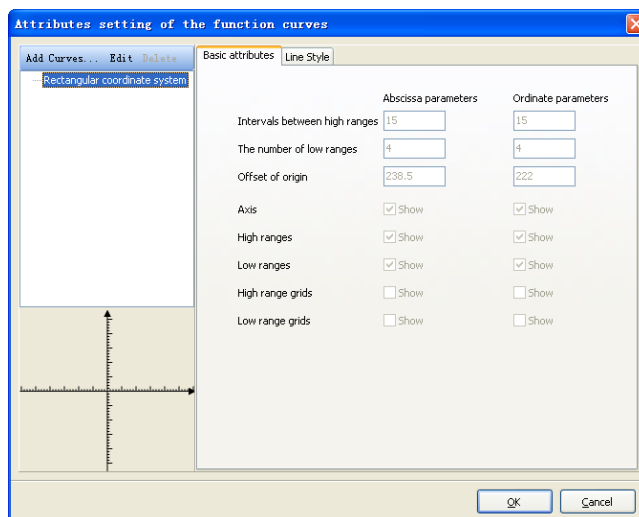 Attributes setting of the function curves
Add Curves... Edit Delete
Rectangular coordinate system
Basic attributes Line Style
Abscissa parameters Ordinate parameters
Intervals between high ranges 15 15
The number of low ranges 4 4
Offset of origin 238.5 222
Axis Show Show
High ranges Show Show
Low ranges Show Show
High range grids Show Show
Low range grids Show Show
OK Cancel